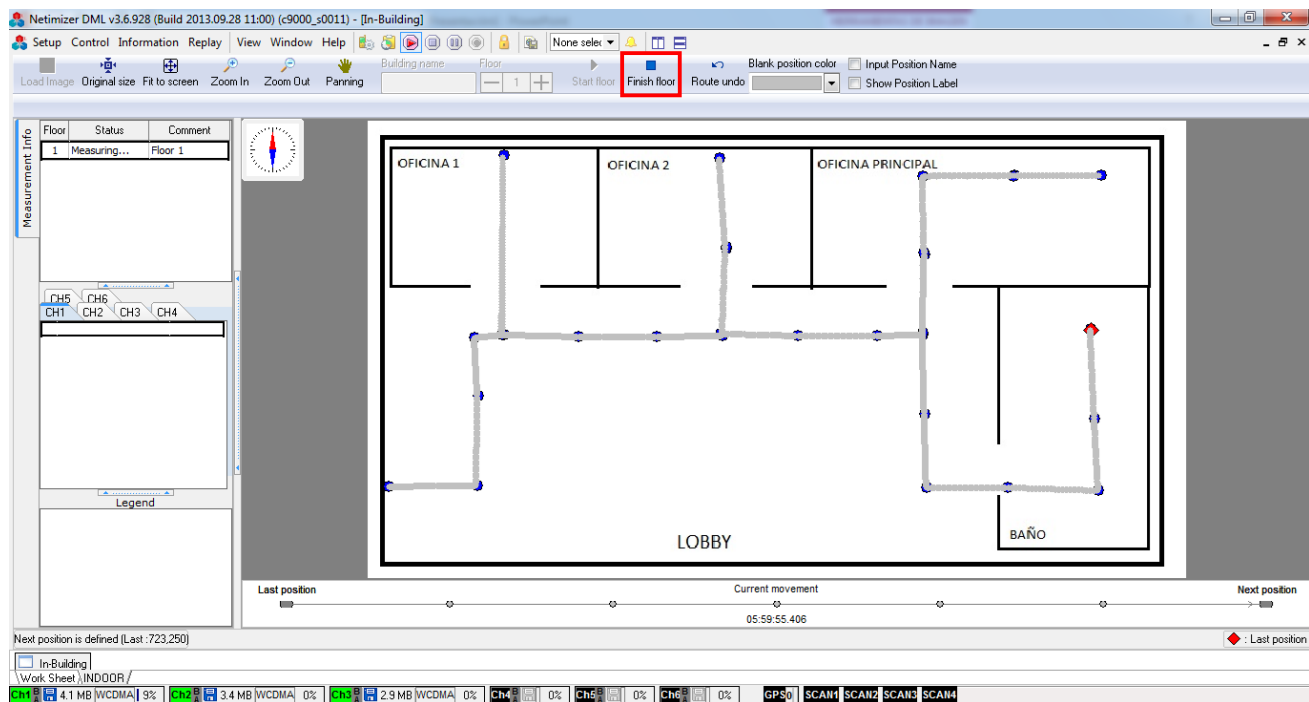 Netimizer DML v3.6.928 (Build 2013.09.28 11:00) (c9000_s0011) - [In-Building]
Setup Control Information Replay View Window Help None selec
Load Image Original size Fit to screen Zoom In Zoom Out Panning Building name Floor 1 Start floor Finish floor Route undo Blank position color Input Position Name
Show Position Label
Measurement Info
Floor Status Comment
1 Measuring... Floor 1
CH5 CH6
CH1 CH2 CH3 CH4
Legend
OFICINA 1
OFICINA 2
OFICINA PRINCIPAL
LOBBY
BAÑO
Last position Current movement Next position
05:59:55.406
Next position is defined (Last :723,250) : Last position
In-Building
Work Sheet INDOOR
Ch1 B A 4.1 MB WCDMA 9% Ch2 B A 3.4 MB WCDMA 0% Ch3 B A 2.9 MB WCDMA 0% Ch4 B A 0% Ch5 B A 0% Ch6 B A 0% GPS0 SCAN1 SCAN2 SCAN3 SCAN4